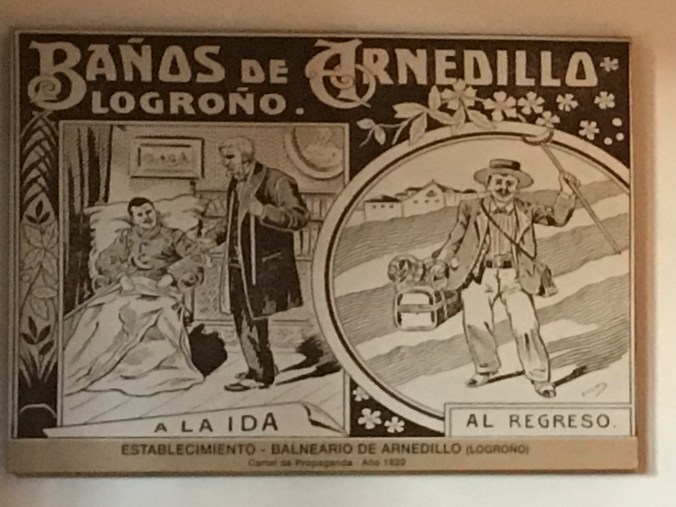 BAÑOS DE ARNEDILLO
LOGROÑO.
A LA IDA
AL REGRESO.
ESTABLECIMIENTO - BALNEARIO DE ARNEDILLO (LOGROÑO)
Cartel de Propaganda - Año 1920